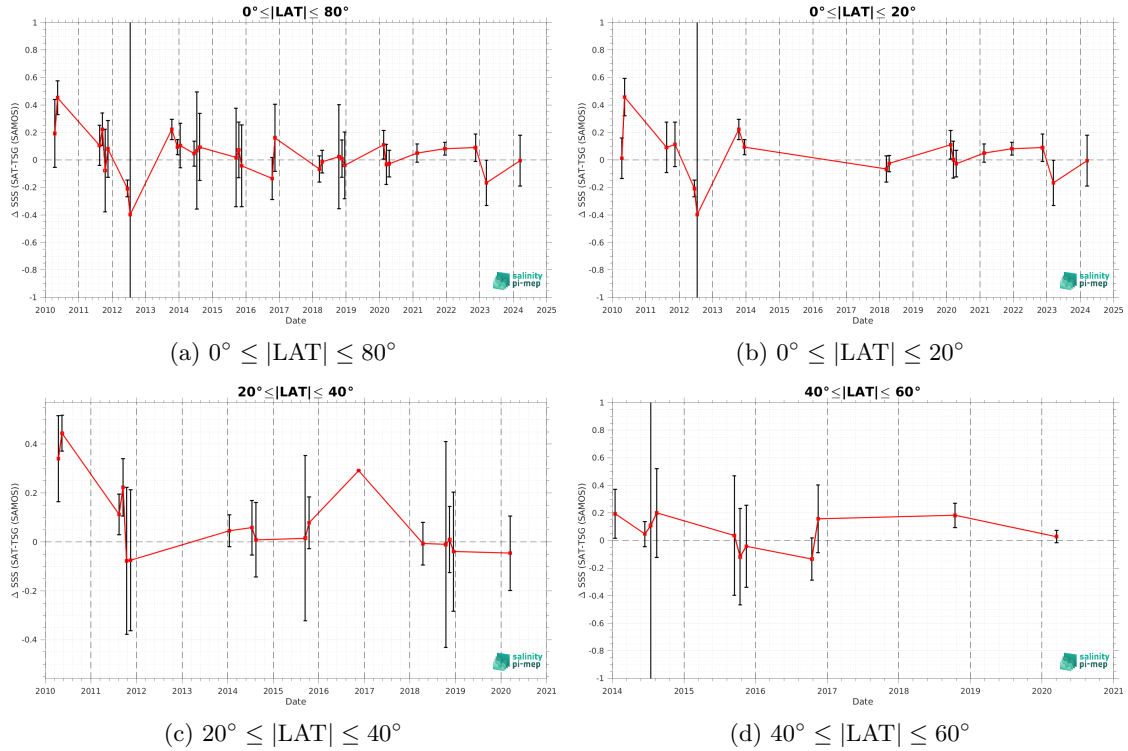 0°≤|LAT|≤ 80°
Δ SSS (SAT-TSG (SAMOS))
1
0.8
0.6
0.4
0.2
0
-0.2
-0.4
-0.6
-0.8
-1
2010 2011 2012 2013 2014 2015 2016 2017 2018 2019 2020 2021 2022 2023 2024 2025
Date
salinity
pi-mep
(a) 0° ≤ |LAT| ≤ 80°
0°≤|LAT|≤ 20°
Δ SSS (SAT-TSG (SAMOS))
1
0.8
0.6
0.4
0.2
0
-0.2
-0.4
-0.6
-0.8
-1
2010 2011 2012 2013 2014 2015 2016 2017 2018 2019 2020 2021 2022 2023 2024 2025
Date
salinity
pi-mep
(b) 0° ≤ |LAT| ≤ 20°
20°≤|LAT|≤ 40°
Δ SSS (SAT-TSG (SAMOS))
0.4
0.2
0
-0.2
-0.4
2010 2011 2012 2013 2014 2015 2016 2017 2018 2019 2020 2021
Date
salinity
pi-mep
(c) 20° ≤ |LAT| ≤ 40°
40°≤|LAT|≤ 60°
Δ SSS (SAT-TSG (SAMOS))
1
0.8
0.6
0.4
0.2
0
-0.2
-0.4
-0.6
-0.8
-1
2014 2015 2016 2017 2018 2019 2020 2021
Date
salinity
pi-mep
(d) 40° ≤ |LAT| ≤ 60°